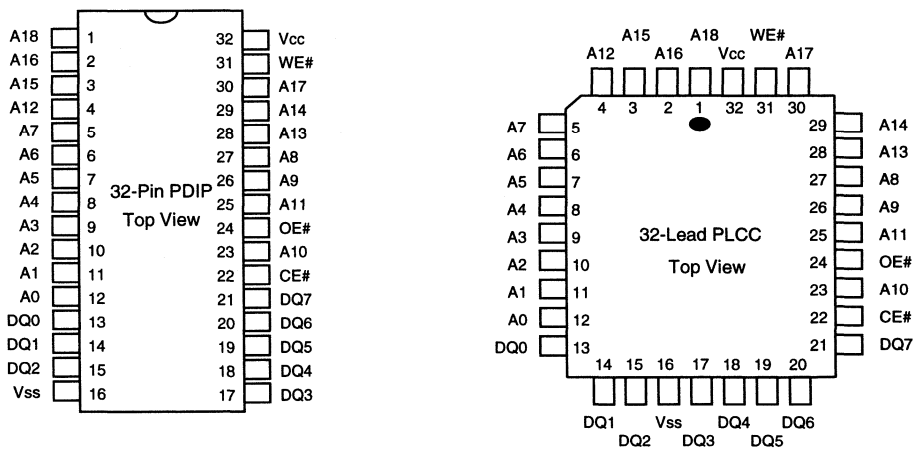 A18 1 32 Vcc
A16 2 31 WE#
A15 3 30 A17
A12 4 29 A14
A7 5 28 A13
A6 6 27 A8
A5 7 26 A9
32-Pin PDIP
A4 8 25 A11
Top View
A3 9 24 OE#
A2 10 23 A10
A1 11 22 CE#
A0 12 21 DQ7
DQ0 13 20 DQ6
DQ1 14 19 DQ5
DQ2 15 18 DQ4
Vss 16 17 DQ3
A15 A18 WE#
A12 A16 Vcc A17
4 3 2 1 32 31 30
A7 5 29 A14
A6 6 28 A13
A5 7 27 A8
A4 8 26 A9
A3 9 32-Lead PLCC 25 A11
A2 10 Top View 24 OE#
A1 11 23 A10
A0 12 22 CE#
DQ0 13 21 DQ7
14 15 16 17 18 19 20
DQ1 Vss DQ4 DQ6
DQ2 DQ3 DQ5